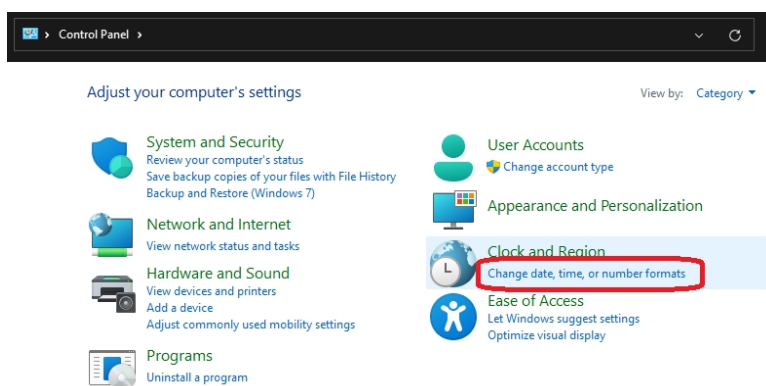 Control Panel
Adjust your computer's settings
View by: Category
System and Security
Review your computer's status
Save backup copies of your files with File History
Backup and Restore (Windows 7)
Network and Internet
View network status and tasks
Hardware and Sound
View devices and printers
Add a device
Adjust commonly used mobility settings
Programs
Uninstall a program
User Accounts
Change account type
Appearance and Personalization
Clock and Region
Change date, time, or number formats
Ease of Access
Let Windows suggest settings
Optimize visual display